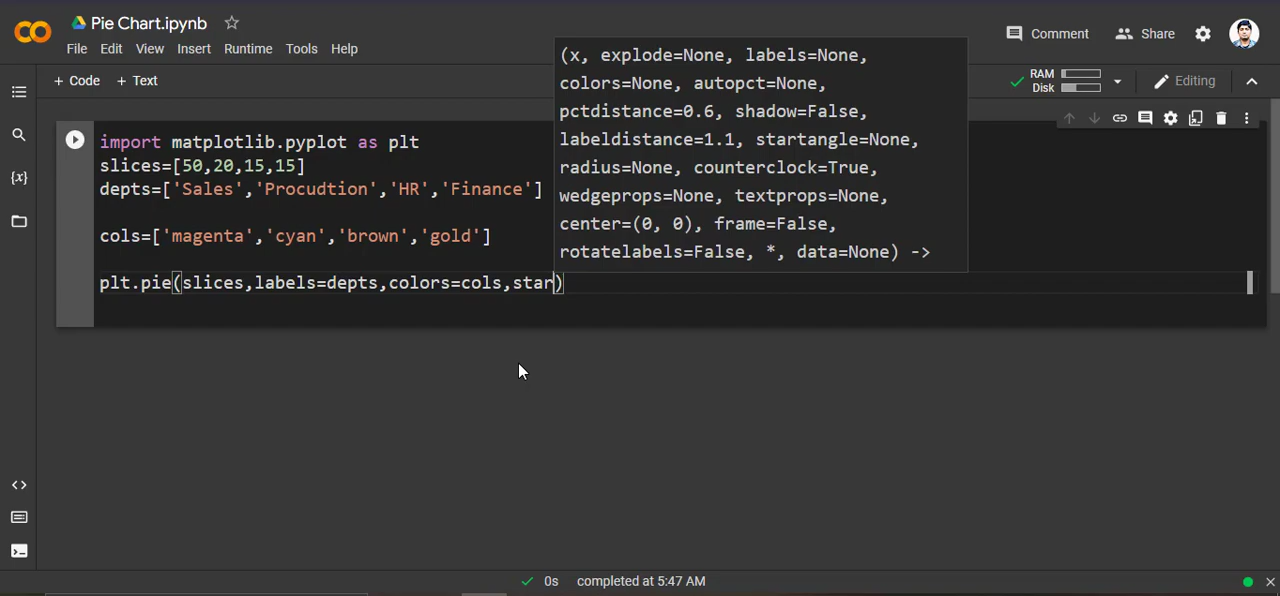 Pie Chart.ipynb
File Edit View Insert Runtime Tools Help
Comment Share
+ Code + Text
RAM
Disk
Editing
import matplotlib.pyplot as plt
slices=[50,20,15,15]
depts=['Sales','Procudtion','HR','Finance']
cols=['magenta','cyan','brown','gold']
plt.pie(slices,labels=depts,colors=cols,star)
(x, explode=None, labels=None,
colors=None, autopct=None,
pctdistance=0.6, shadow=False,
labeldistance=1.1, startangle=None,
radius=None, counterclock=True,
wedgeprops=None, textprops=None,
center=(0, 0), frame=False,
rotatelabels=False, *, data=None) ->
0s completed at 5:47 AM